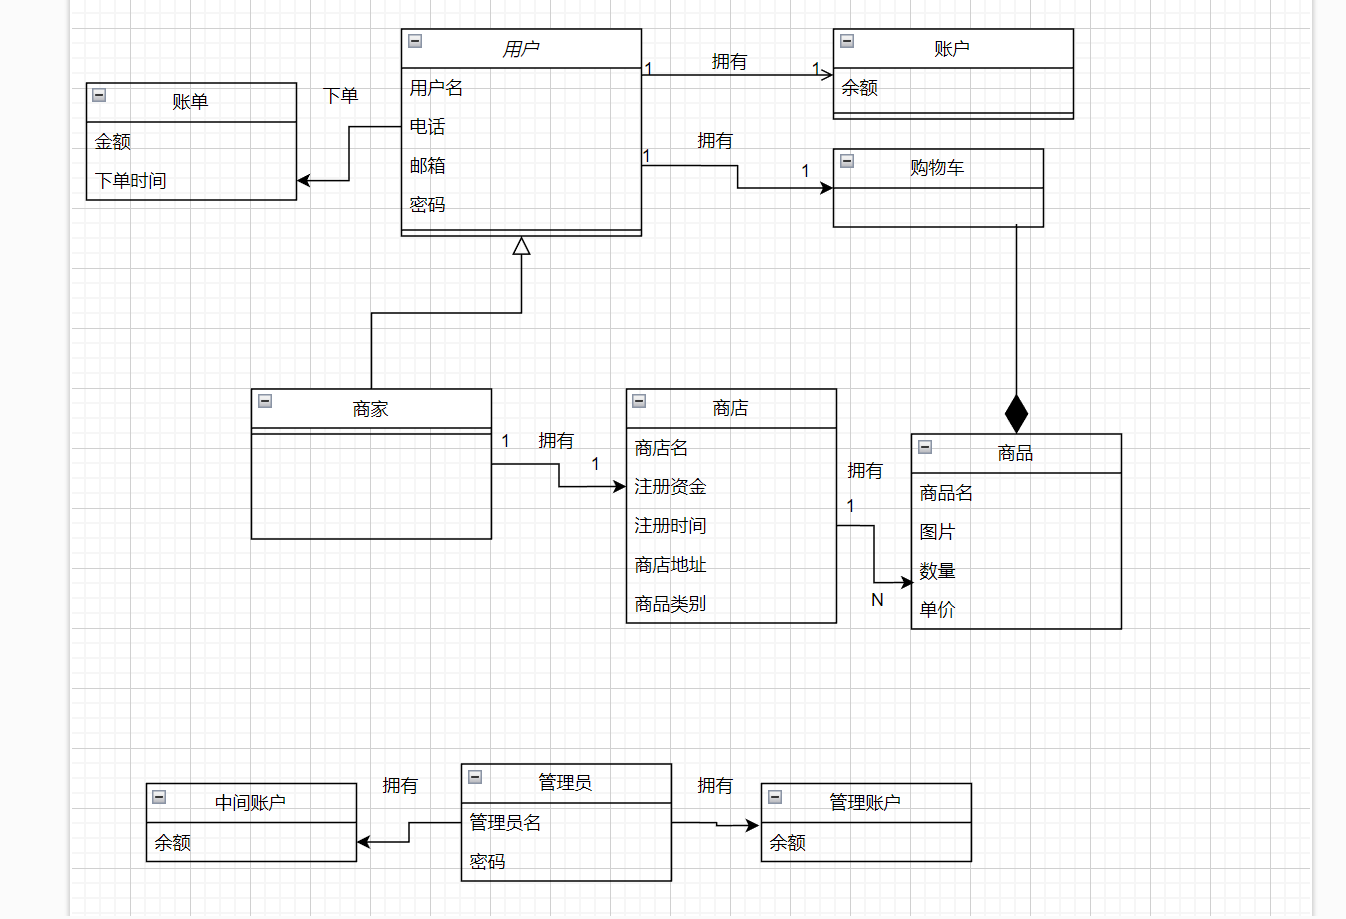 用户
用户名
电话
邮箱
密码
1
拥有
1
账户
余额
账单
金额
下单时间
下单
1
拥有
1
购物车
商家
1
拥有
1
商店
商店名
注册资金
注册时间
商店地址
商品类别
拥有
1
N
商品
商品名
图片
数量
单价
中间账户
余额
拥有
管理员
管理员名
密码
拥有
管理账户
余额